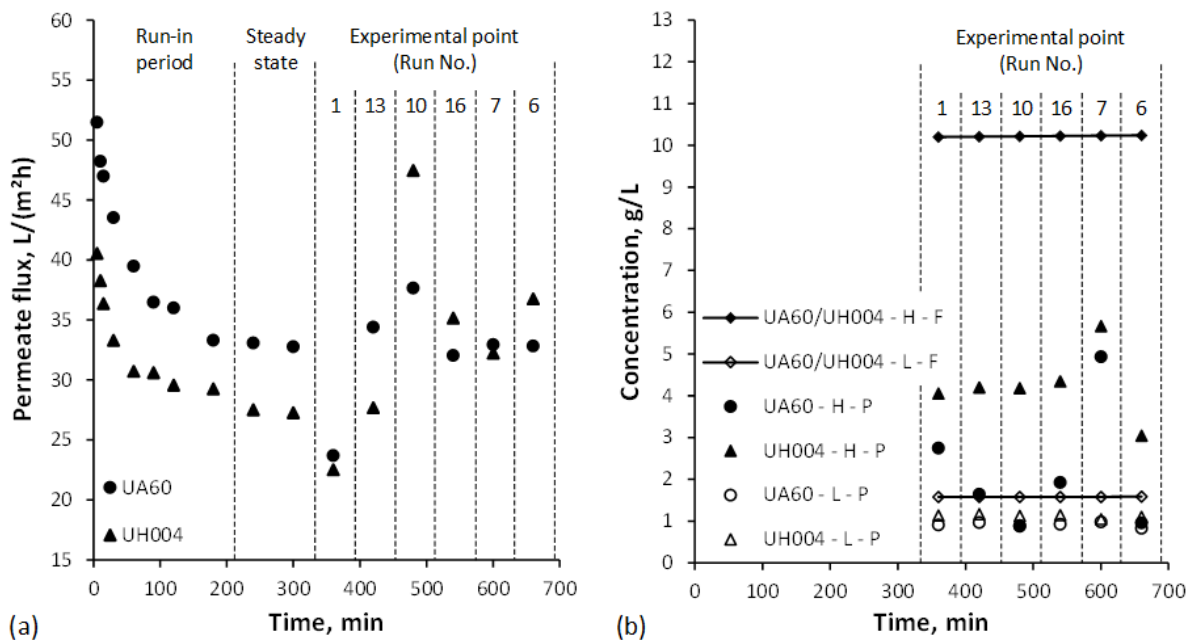 60
55
50
45
40
35
30
25
20
15
Permeate flux, L/(m²h)
Run-in
period
Steady
state
Experimental point
(Run No.)
1 13 10 16 7 6
UA60
UH004
0 100 200 300 400 500 600 700
Time, min
(a)
13
12
11
10
9
8
7
6
5
4
3
2
1
0
Concentration, g/L
Experimental point
(Run No.)
1 13 10 16 7 6
UA60/UH004 - H - F
UA60/UH004 - L - F
UA60 - H - P
UH004 - H - P
UA60 - L - P
UH004 - L - P
0 100 200 300 400 500 600 700
Time, min
(b)